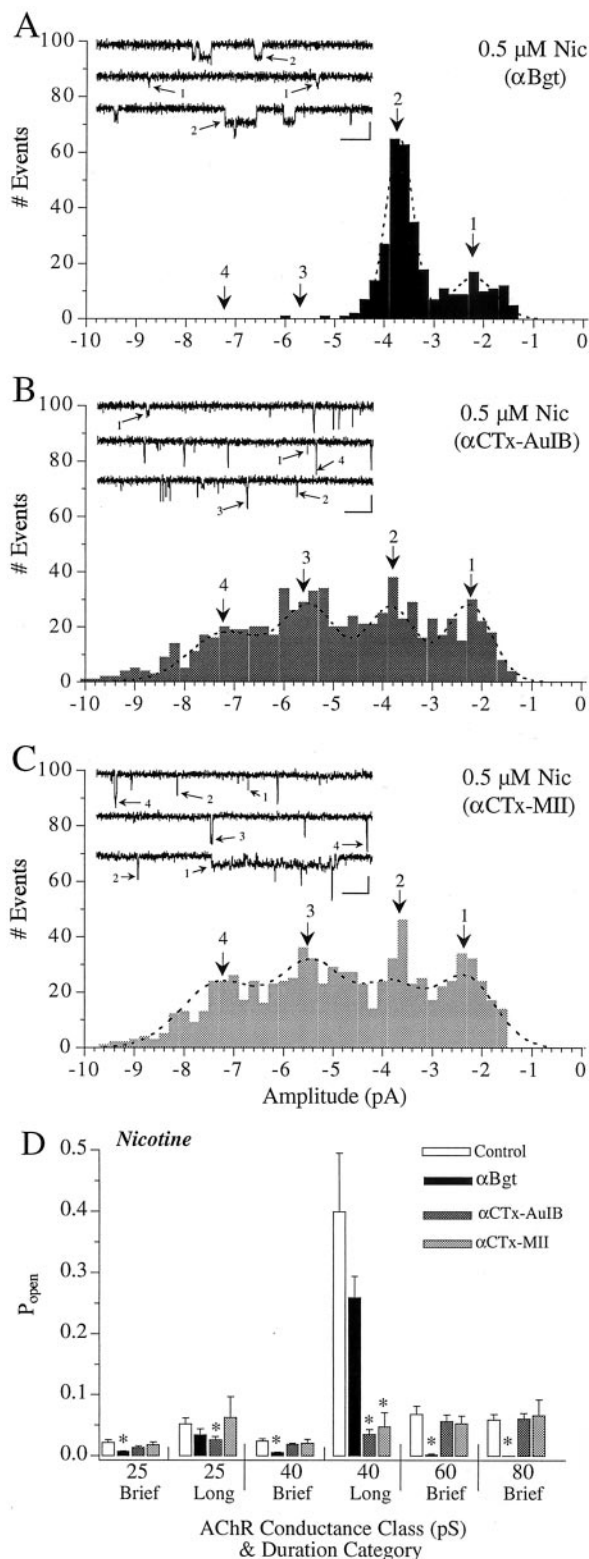 A
0.5 μM Nic
(αBgt)
# Events
100
80
60
40
20
0
2
1
1
2
2
1
4
3
-10 -9 -8 -7 -6 -5 -4 -3 -2 -1 0
B
0.5 μM Nic
(αCTx-AuIB)
# Events
100
80
60
40
20
0
1
1
4
3
2
4
3
2
1
-10 -9 -8 -7 -6 -5 -4 -3 -2 -1 0
C
0.5 μM Nic
(αCTx-MII)
# Events
100
80
60
40
20
0
4
2
1
3
4
2
1
4
3
2
1
-10 -9 -8 -7 -6 -5 -4 -3 -2 -1 0
Amplitude (pA)
D
Nicotine
Control
αBgt
αCTx-AuIB
αCTx-MII
Popen
0.5
0.4
0.3
0.2
0.1
0.0
* * * * * * *
25 25 40 40 60 80
Brief Long Brief Long Brief Brief
AChR Conductance Class (pS)
& Duration Category